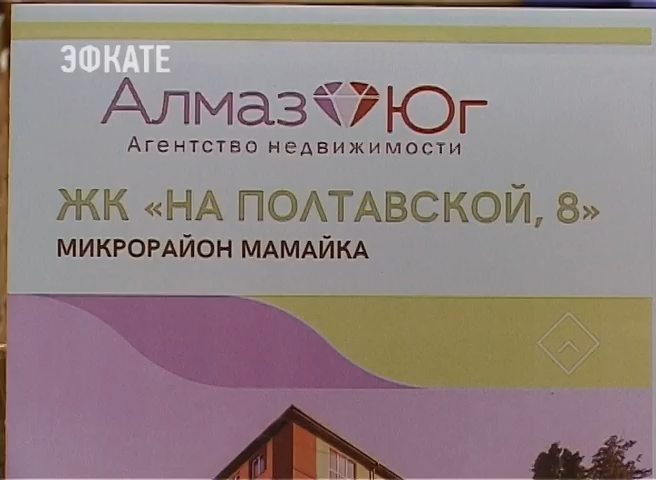 ЭФКАТЕ
Алмаз Юг
Агентство недвижимости
ЖК «НА ПОЛТАВСКОЙ, 8»
МИКРОРАЙОН МАМАЙКА